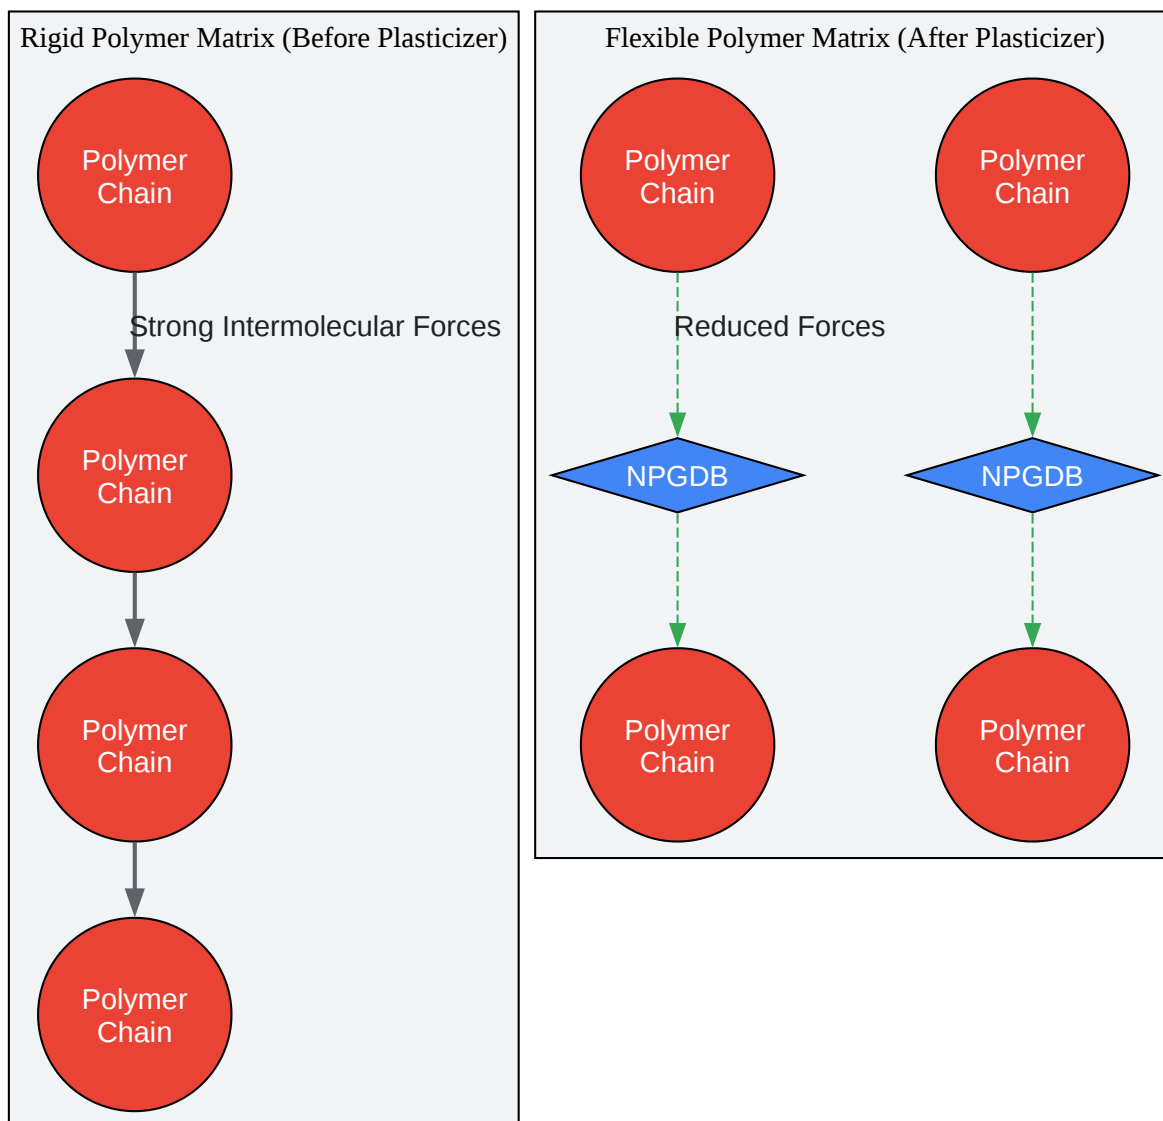 Rigid Polymer Matrix (Before Plasticizer)
Polymer
Chain
Strong Intermolecular Forces
Polymer
Chain
Polymer
Chain
Polymer
Chain
Flexible Polymer Matrix (After Plasticizer)
Polymer
Chain
Polymer
Chain
Reduced Forces
NPGDB
NPGDB
Polymer
Chain
Polymer
Chain